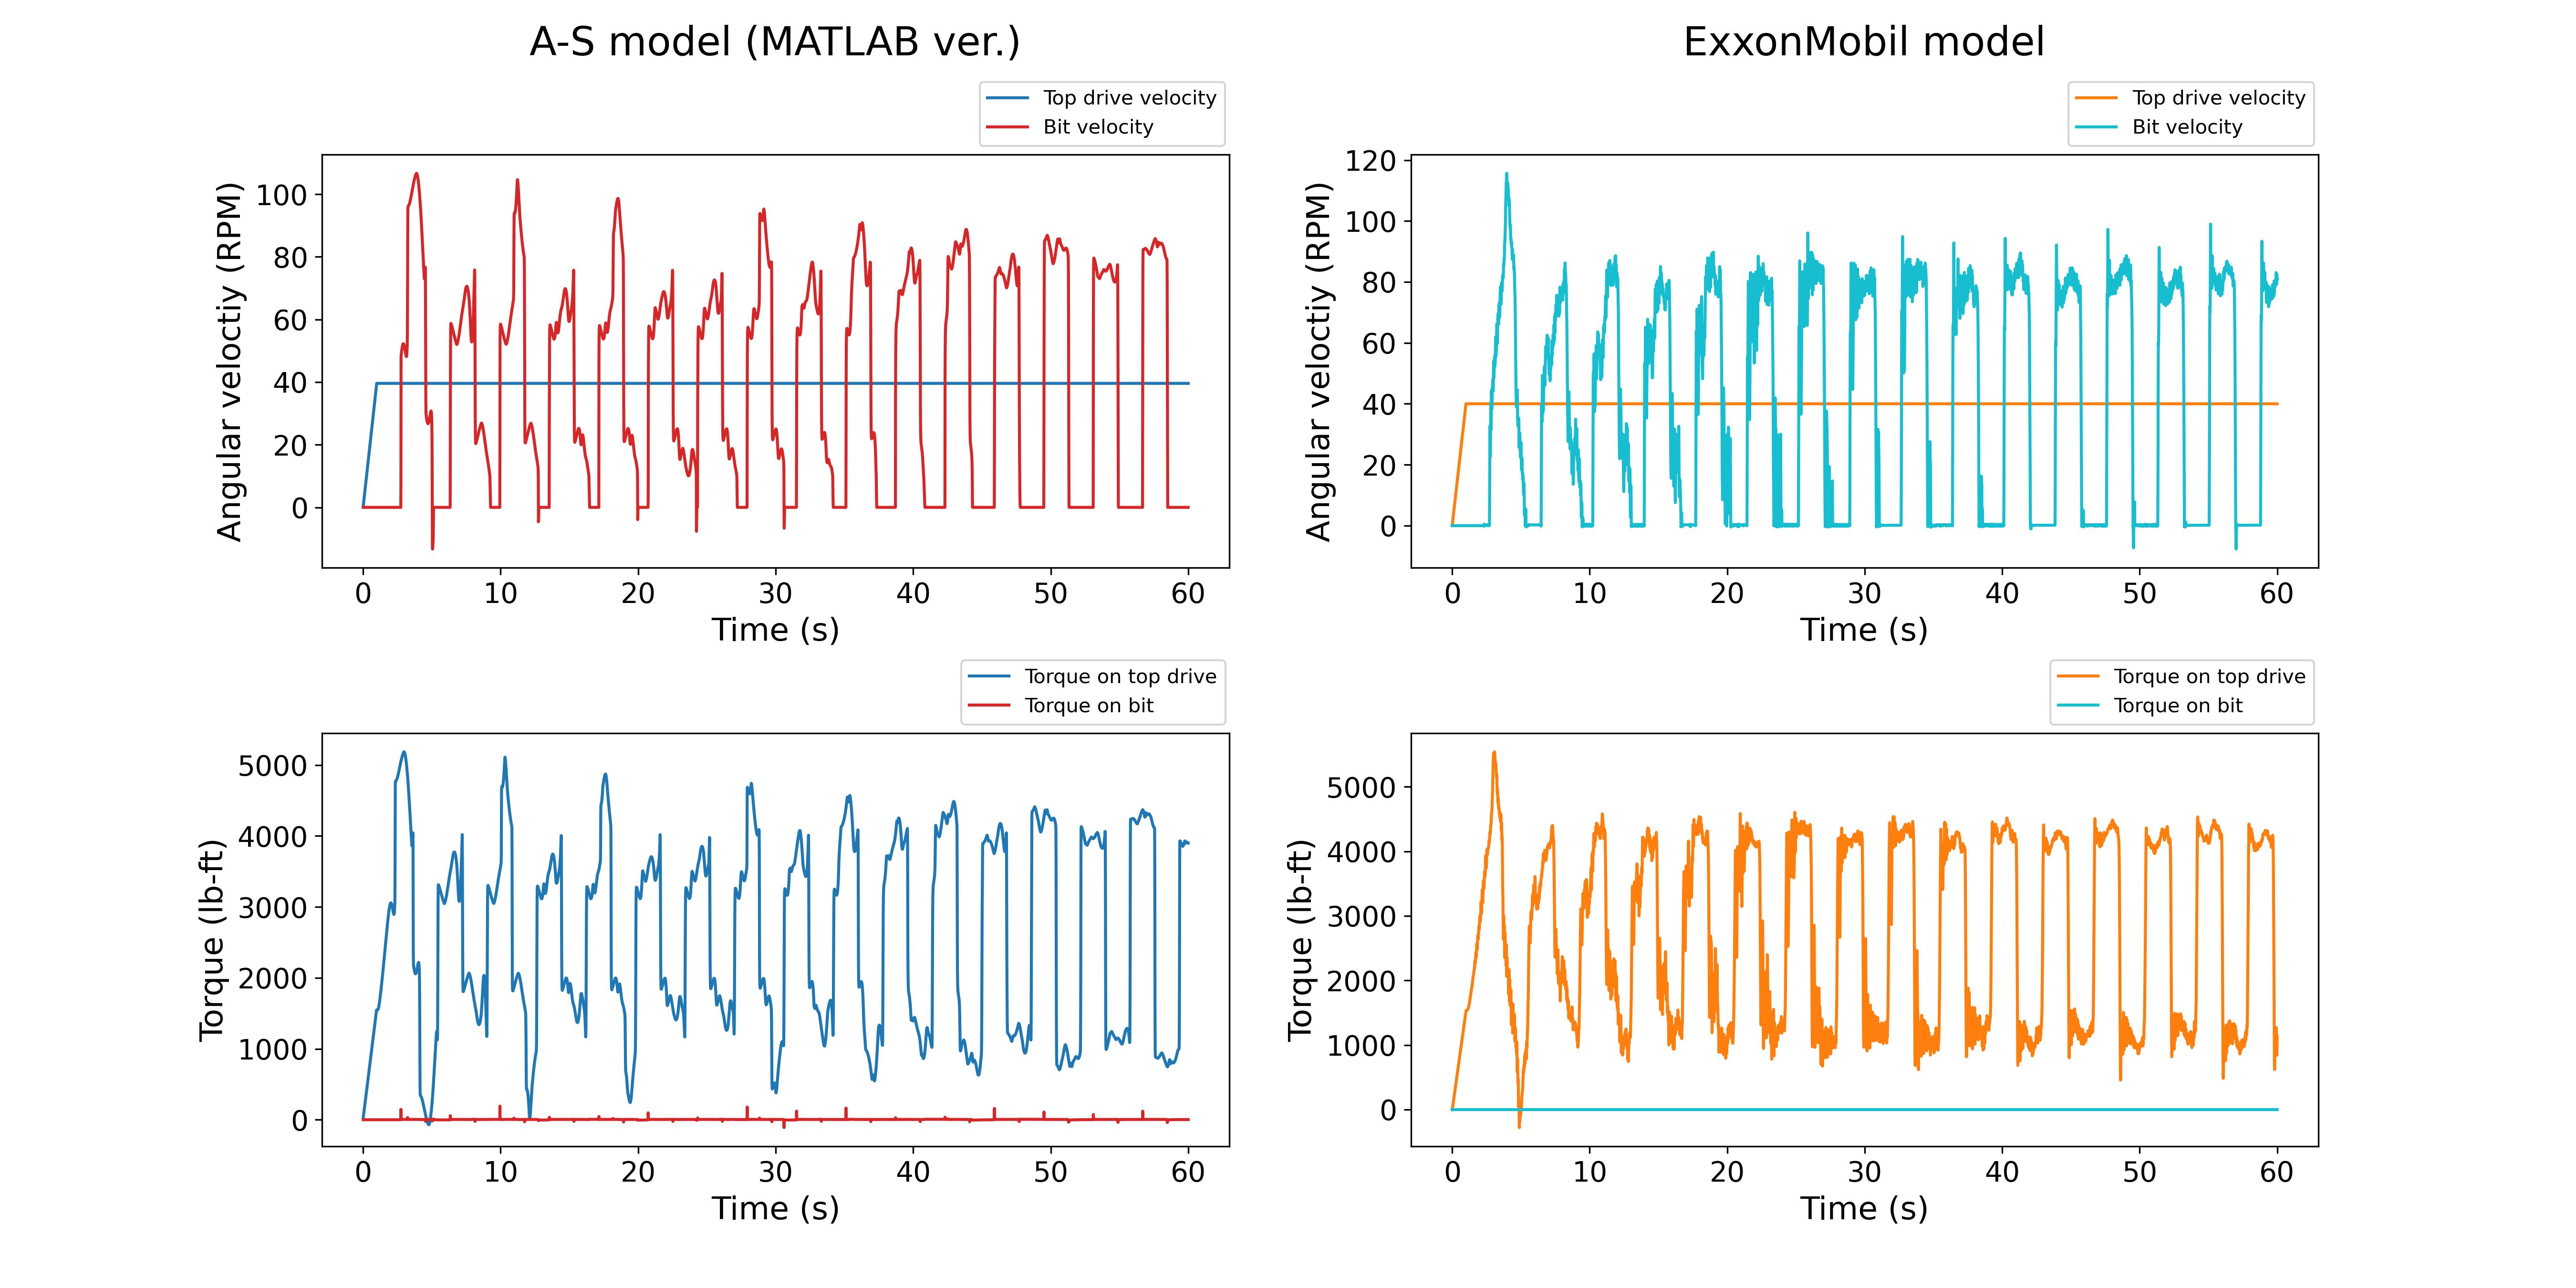 A-S model (MATLAB ver.)
Top drive velocity
Bit velocity
Angular veloctiy (RPM)
100
80
60
40
20
0
0 10 20 30 40 50 60
Time (s)
ExxonMobil model
Top drive velocity
Bit velocity
Angular veloctiy (RPM)
120
100
80
60
40
20
0
0 10 20 30 40 50 60
Time (s)
Torque on top drive
Torque on bit
Torque (lb-ft)
5000
4000
3000
2000
1000
0
0 10 20 30 40 50 60
Time (s)
Torque on top drive
Torque on bit
Torque (lb-ft)
5000
4000
3000
2000
1000
0
0 10 20 30 40 50 60
Time (s)